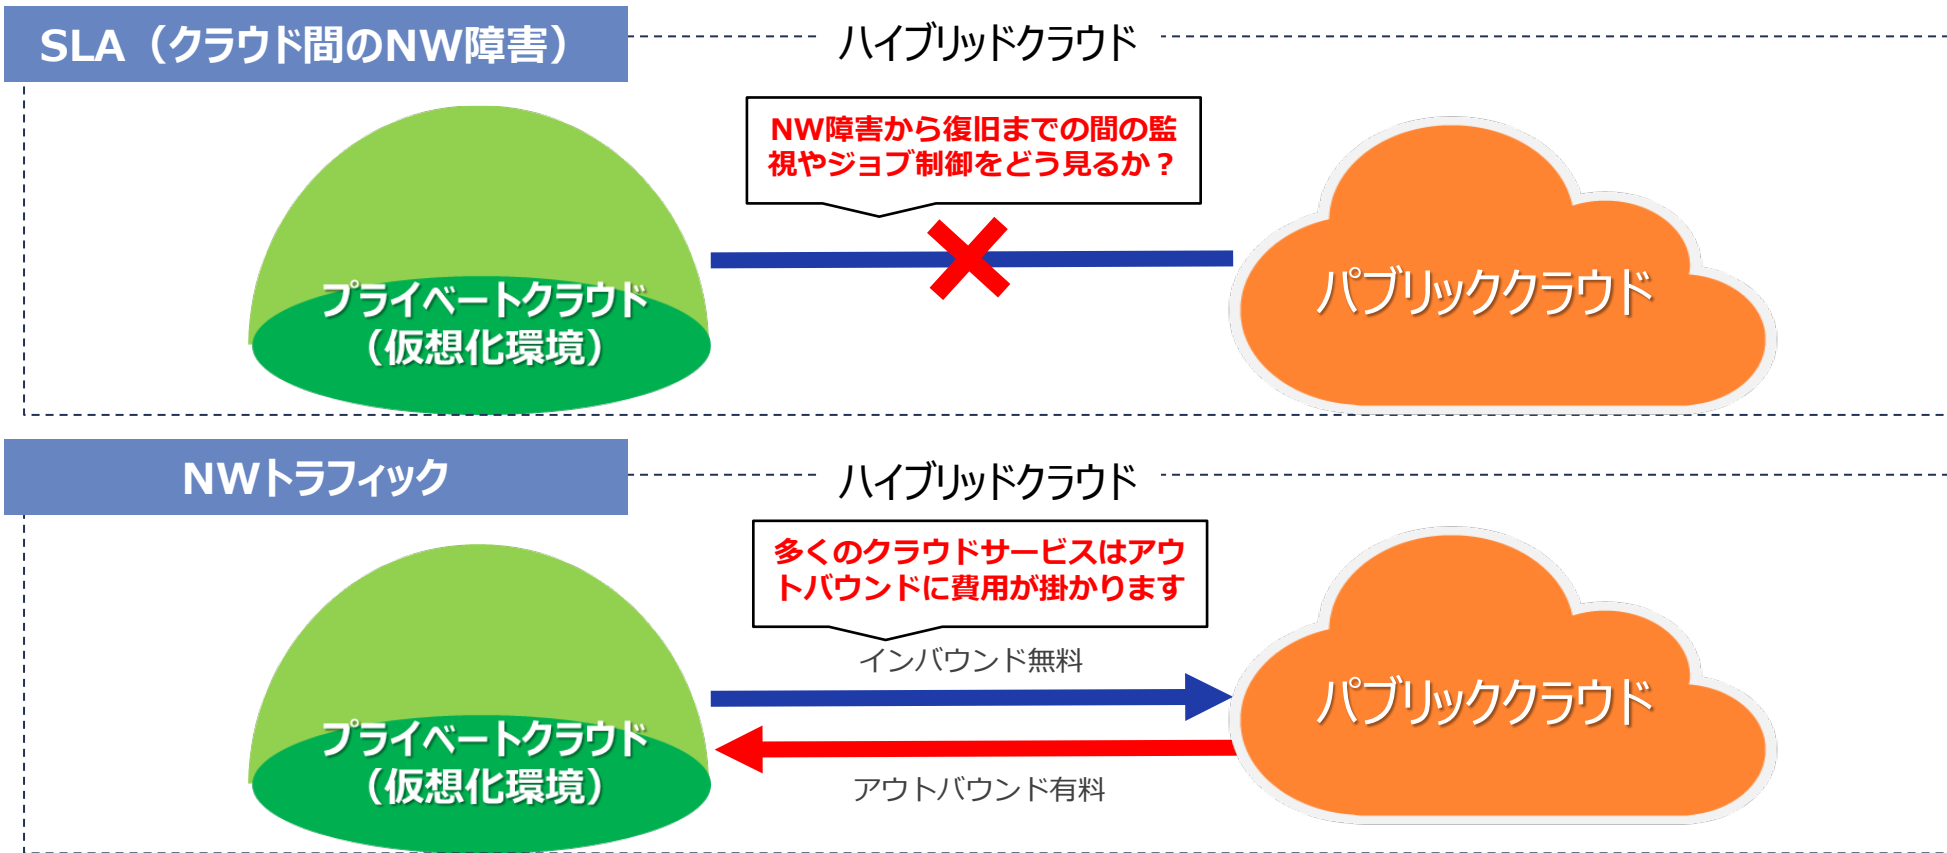 SLA（クラウド間のNW障害）
ハイブリッドクラウド
NW障害から復旧までの間の監
視やジョブ制御をどう見るか？
プライベートクラウド
（仮想化環境）
パブリッククラウド
NWトラフィック
ハイブリッドクラウド
多くのクラウドサービスはアウ
トバウンドに費用が掛かります
インバウンド無料
プライベートクラウド
（仮想化環境）
パブリッククラウド
アウトバウンド有料